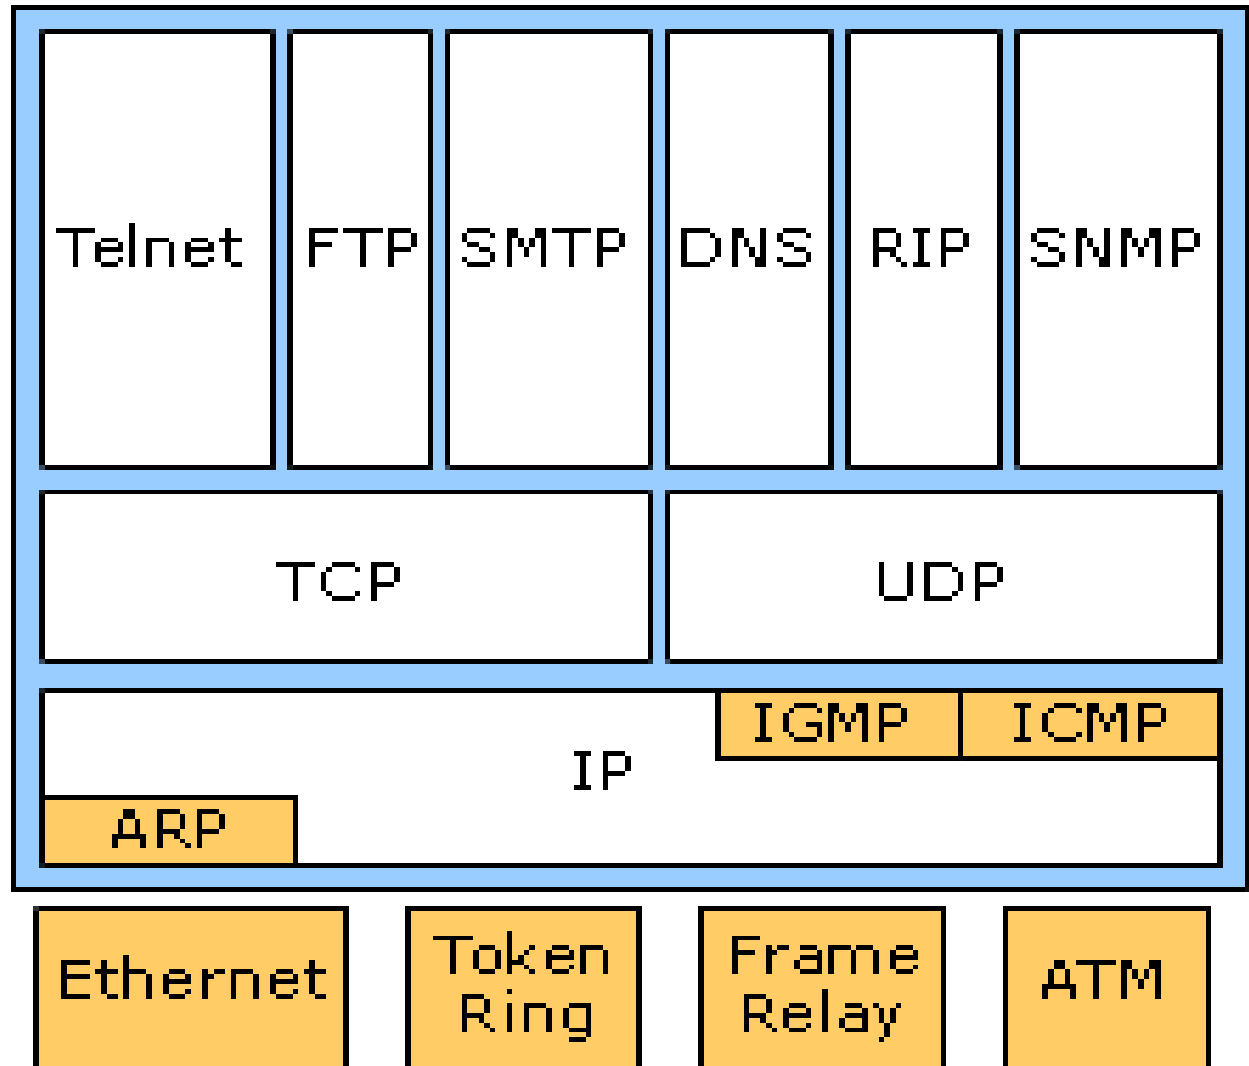 Telnet FTP SMTP DNS RIP SNMP
TCP UDP
IGMP ICMP
IP
ARP
Ethernet
Token
Ring
Frame
Relay
ATM